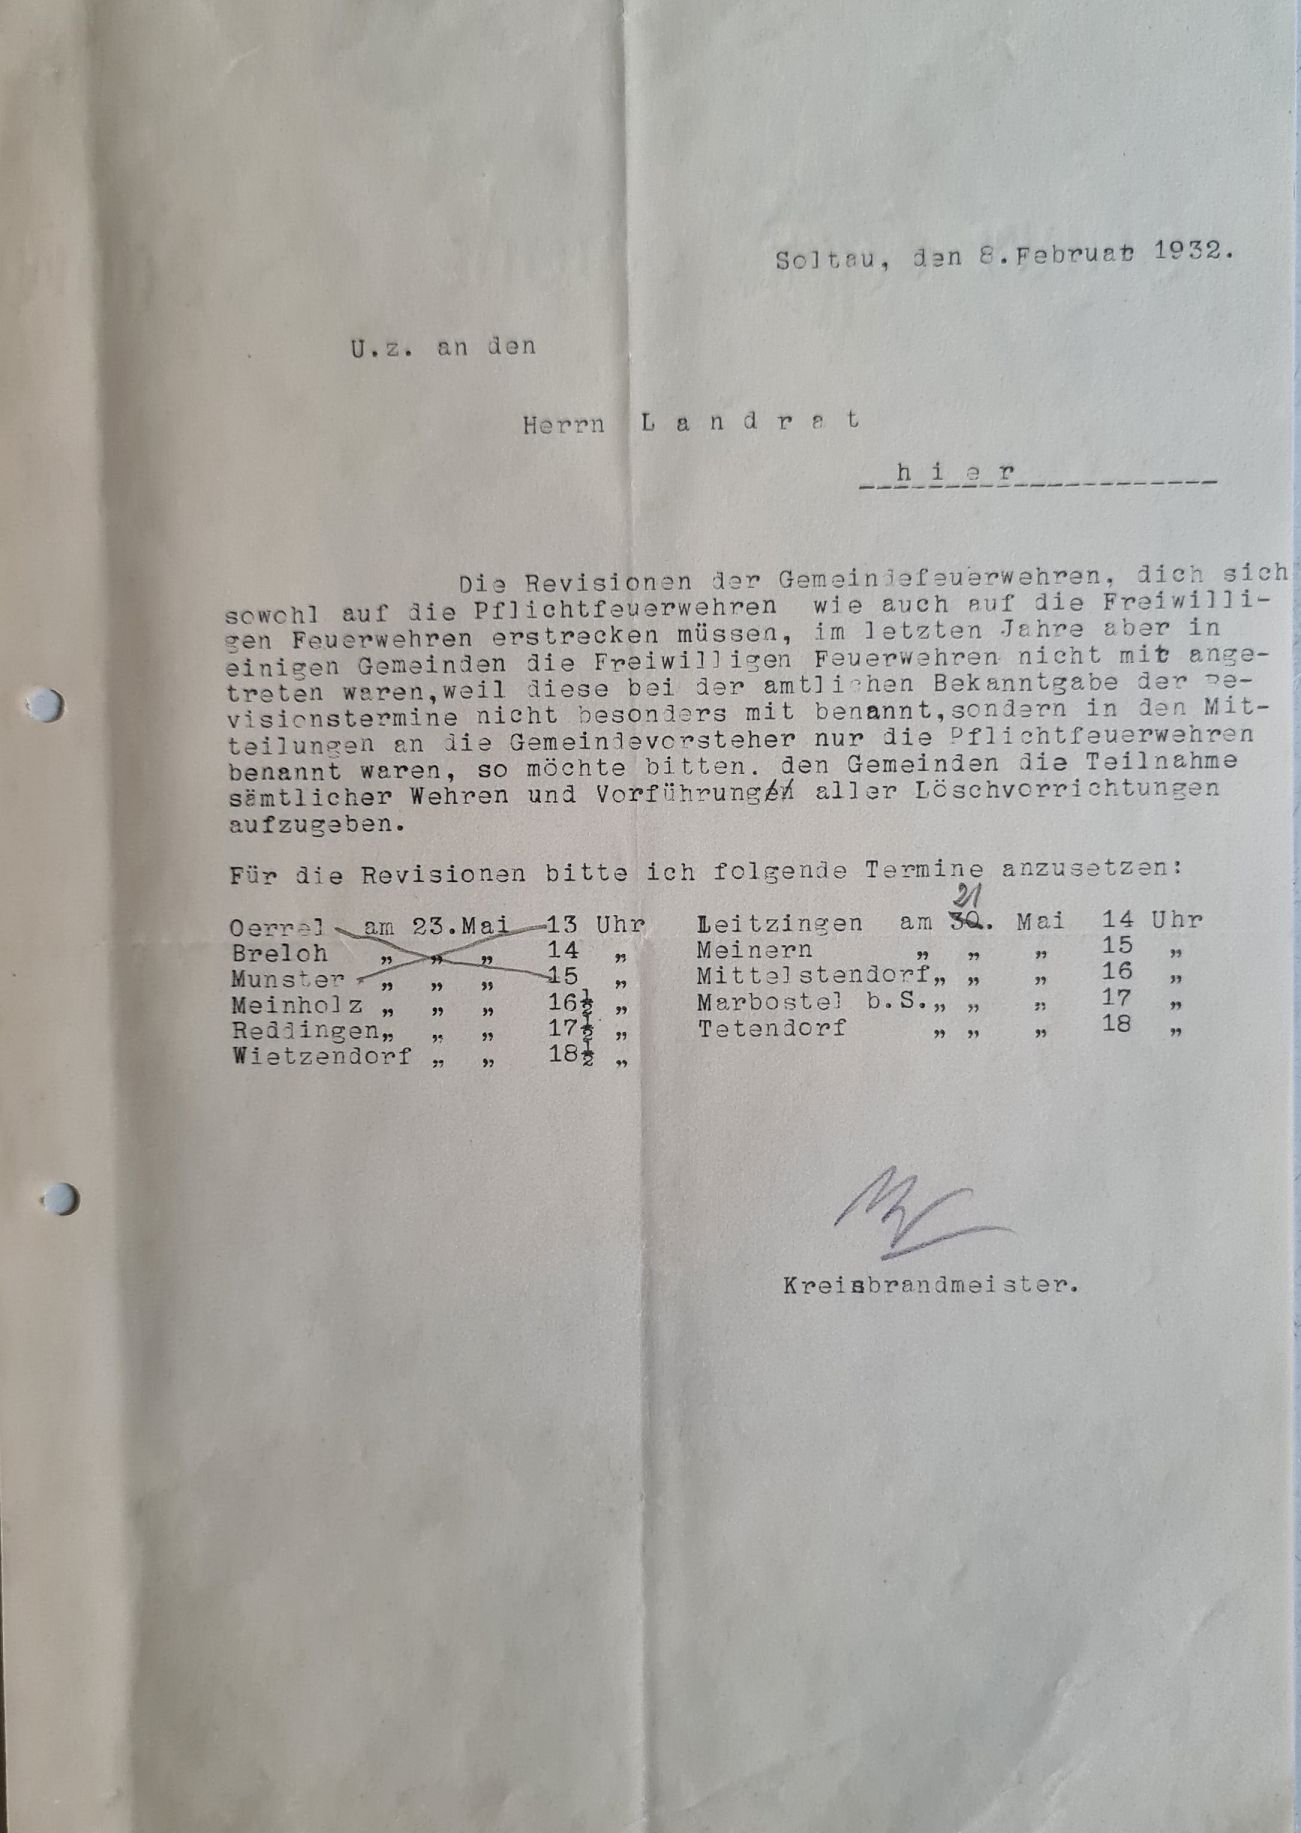 Soltau, den 8.Februar 1932.
U.z. an den
Herrn L a n d r a t
h i e r
Die Revisionen der Gemeindefeuerwehren, dich sich
sowohl auf die Pflichtfeuerwehren wie auch auf die Freiwilli-
gen Feuerwehren erstrecken müssen, im letzten Jahre aber in
einigen Gemeinden die Freiwilligen Feuerwehren nicht mit ange-
treten waren,weil diese bei der amtlichen Bekanntgabe der Re-
visionstermine nicht besonders mit benannt,sondern in den Mit-
teilungen an die Gemeindevorsteher nur die Pflichtfeuerwehren
benannt waren, so möchte bitten. den Gemeinden die Teilnahme
sämtlicher Wehren und Vorführung aller Löschvorrichtungen
aufzugeben.
Für die Revisionen bitte ich folgende Termine anzusetzen:
21
Oerrel am 23.Mai 13 Uhr Leitzingen am 30. Mai 14 Uhr
Breloh „ „ „ 14 „ Meinern „ „ „ 15 „
Munster „ „ „ 15 „ Mittelstendorf„ „ „ 16 „
Meinholz „ „ „ 16½ „ Marbostel b.S.„ „ „ 17 „
Reddingen„ „ „ 17½ „ Tetendorf „ „ „ 18 „
Wietzendorf „ „ 18½ „
Kreisbrandmeister.